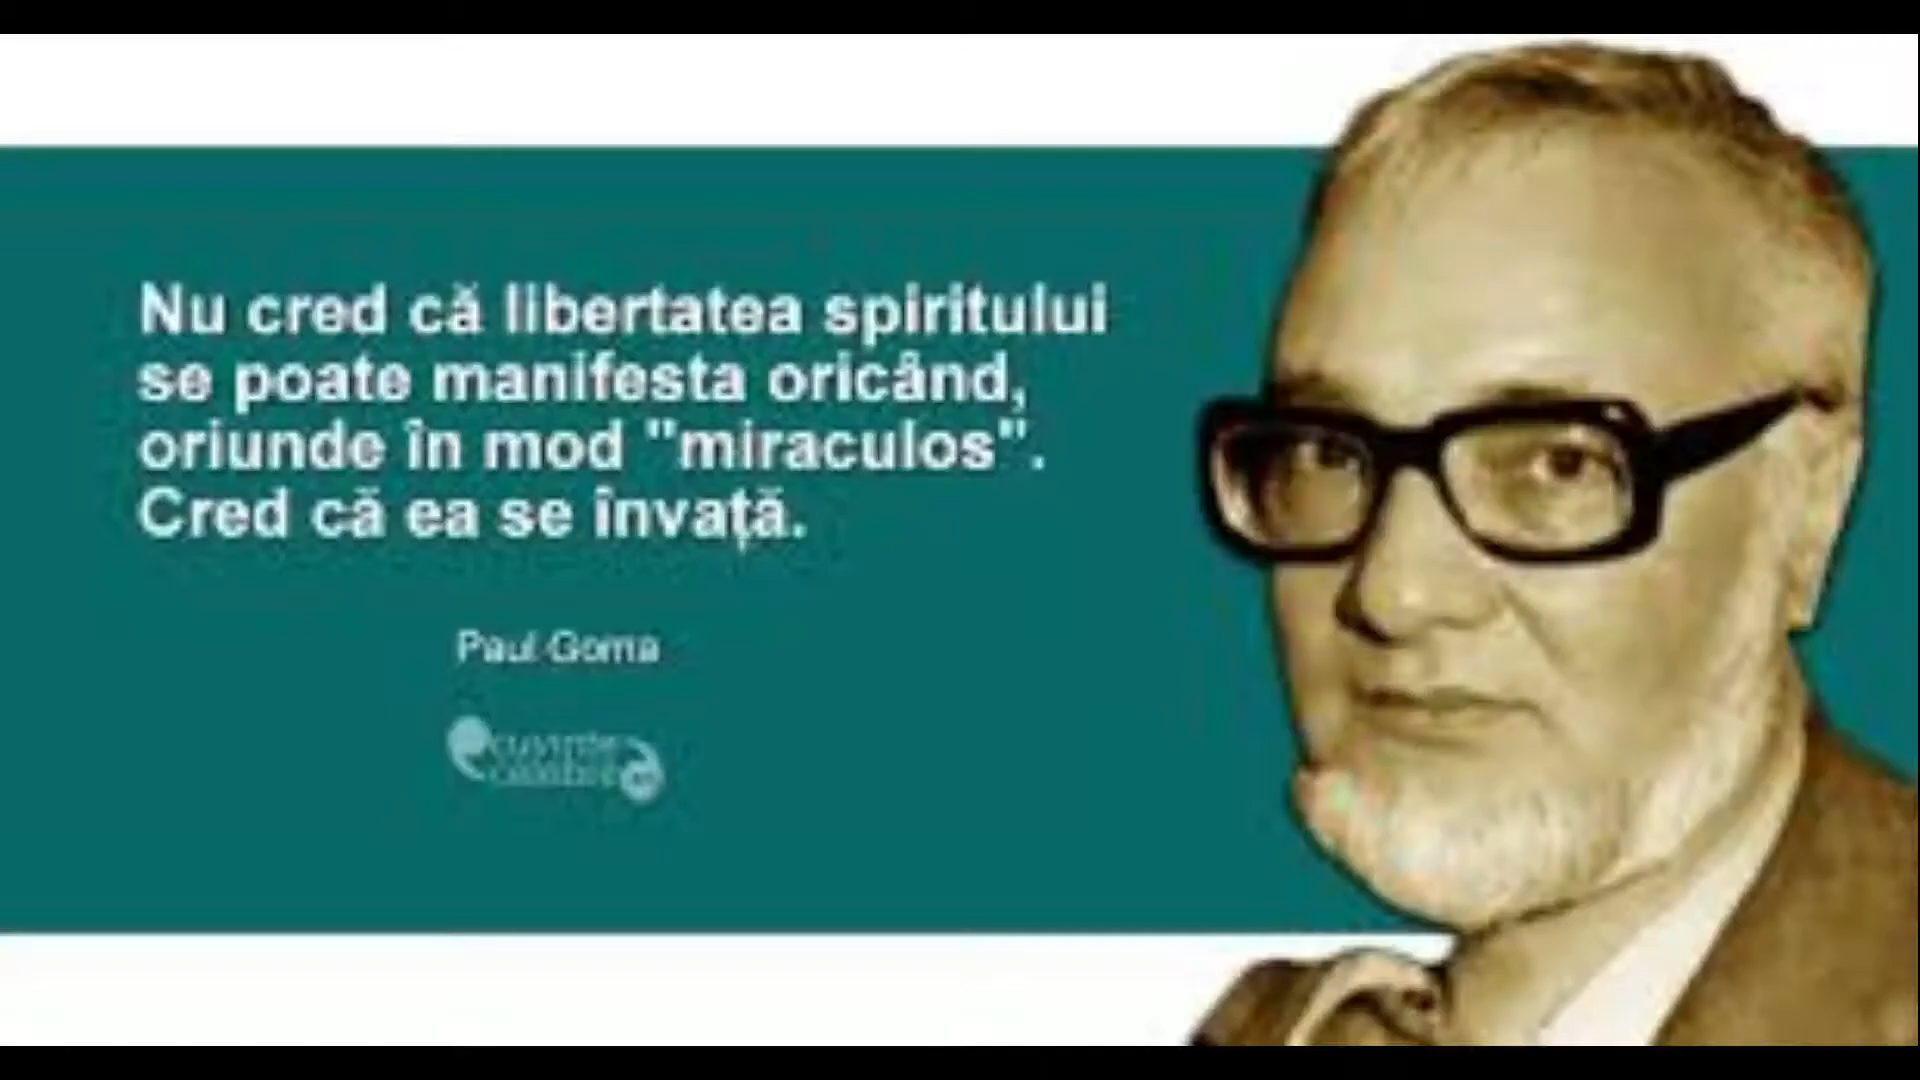 Nu cred că libertatea spiritului
se poate manifesta oricând,
oriunde în mod "miraculos".
Cred că ea se învață.
Paul Goma
cuvinte